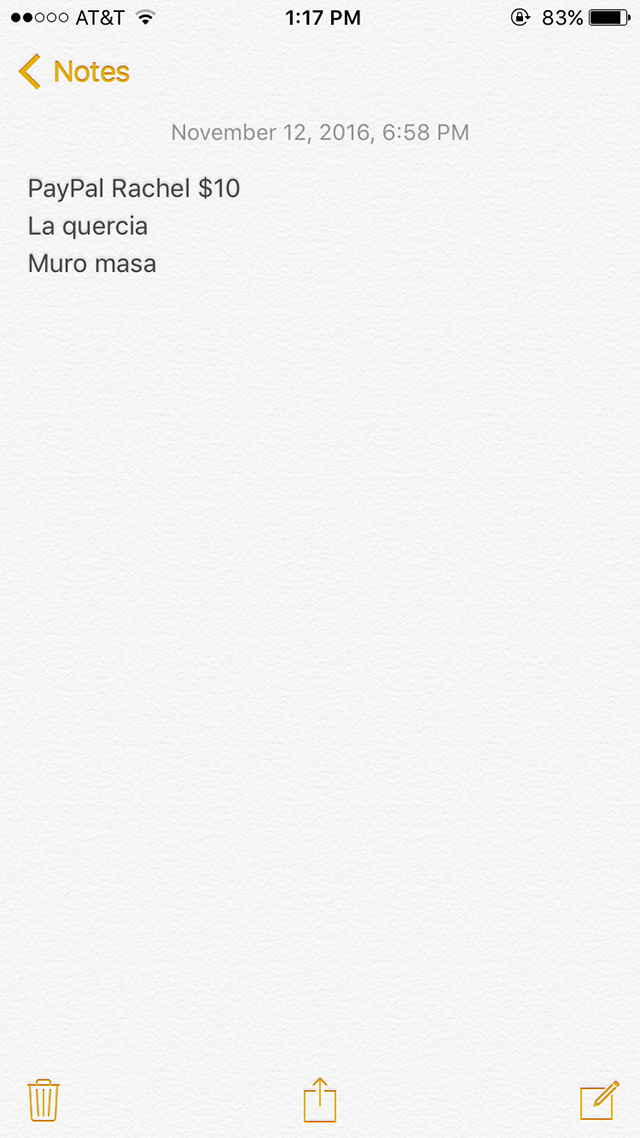 AT&T 1:17 PM 83%
Notes
November 12, 2016, 6:58 PM
PayPal Rachel $10
La quercia
Muro masa